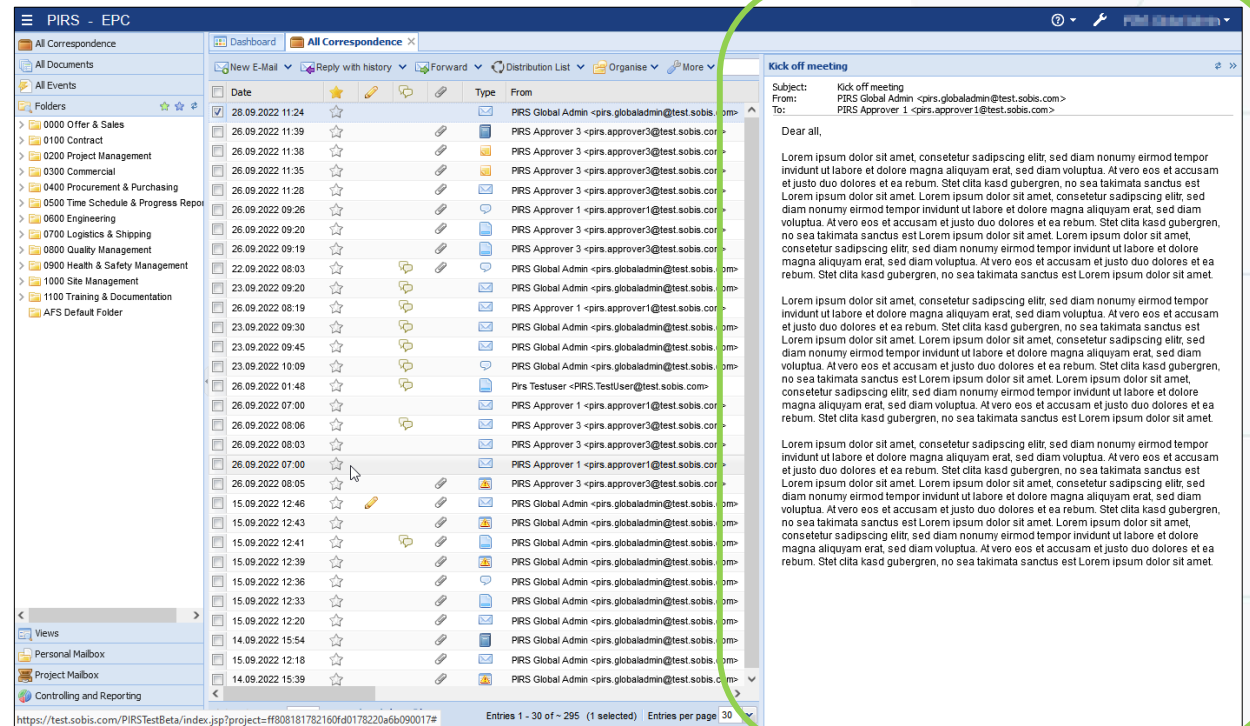 ☰ PIRS - EPC
All Correspondence
All Documents
All Events
Folders
0000 Offer & Sales
0100 Contract
0200 Project Management
0300 Commercial
0400 Procurement & Purchasing
0500 Time Schedule & Progress Repor
0600 Engineering
0700 Logistics & Shipping
0800 Quality Management
0900 Health & Safety Management
1000 Site Management
1100 Training & Documentation
AFS Default Folder
Views
Personal Mailbox
Project Mailbox
Controlling and Reporting
https://test.sobis.com/PIRSTestBeta/index.jsp?project=ff808181782160fd0178220a6b090017#
Dashboard All Correspondence
New E-Mail Reply with history Forward Distribution List Organise More
Date Type From
28.09.2022 11:24 PIRS Global Admin <pirs.globaladmin@test.sobis. om>
26.09.2022 11:39 PIRS Approver 3 <pirs.approver3@test.sobis.com
26.09.2022 11:38 PIRS Approver 3 <pirs.approver3@test.sobis.com
26.09.2022 11:35 PIRS Approver 3 <pirs.approver3@test.sobis.com
26.09.2022 11:28 PIRS Approver 3 <pirs.approver3@test.sobis.com
26.09.2022 09:26 PIRS Approver 1 <pirs.approver1@test.sobis.com
26.09.2022 09:20 PIRS Approver 3 <pirs.approver3@test.sobis.com
26.09.2022 09:19 PIRS Approver 3 <pirs.approver3@test.sobis.com
22.09.2022 08:03 PIRS Global Admin <pirs.globaladmin@test.sobis. om>
23.09.2022 09:20 PIRS Global Admin <pirs.globaladmin@test.sobis. om>
26.09.2022 08:19 PIRS Approver 1 <pirs.approver1@test.sobis.com
23.09.2022 09:30 PIRS Global Admin <pirs.globaladmin@test.sobis. om>
23.09.2022 09:45 PIRS Global Admin <pirs.globaladmin@test.sobis. om>
23.09.2022 10:09 PIRS Global Admin <pirs.globaladmin@test.sobis. om>
26.09.2022 01:48 Pirs Testuser <PIRS.TestUser@test.sobis.com>
26.09.2022 07:00 PIRS Approver 1 <pirs.approver1@test.sobis.com
26.09.2022 08:06 PIRS Approver 3 <pirs.approver3@test.sobis.com
26.09.2022 08:03 PIRS Approver 3 <pirs.approver3@test.sobis.com
26.09.2022 07:00 PIRS Approver 1 <pirs.approver1@test.sobis.com
26.09.2022 08:05 PIRS Approver 3 <pirs.approver3@test.sobis.com
15.09.2022 12:46 PIRS Global Admin <pirs.globaladmin@test.sobis. om>
15.09.2022 12:43 PIRS Global Admin <pirs.globaladmin@test.sobis. om>
15.09.2022 12:41 PIRS Global Admin <pirs.globaladmin@test.sobis. om>
15.09.2022 12:39 PIRS Global Admin <pirs.globaladmin@test.sobis. om>
15.09.2022 12:36 PIRS Global Admin <pirs.globaladmin@test.sobis. om>
15.09.2022 12:33 PIRS Global Admin <pirs.globaladmin@test.sobis. om>
15.09.2022 12:20 PIRS Global Admin <pirs.globaladmin@test.sobis. om>
14.09.2022 15:54 PIRS Global Admin <pirs.globaladmin@test.sobis. om>
15.09.2022 12:18 PIRS Global Admin <pirs.globaladmin@test.sobis. om>
14.09.2022 15:39 PIRS Global Admin <pirs.globaladmin@test.sobis.com>
Entries 1 - 30 of ~ 295 (1 selected) Entries per page 30
Kick off meeting
Subject: Kick off meeting
From: PIRS Global Admin <pirs.globaladmin@test.sobis.com>
To: PIRS Approver 1 <pirs.approver1@test.sobis.com>
Dear all,
Lorem ipsum dolor sit amet, consetetur sadipscing elitr, sed diam nonumy eirmod tempor
invidunt ut labore et dolore magna aliquyam erat, sed diam voluptua. At vero eos et accusam
et justo duo dolores et ea rebum. Stet clita kasd gubergren, no sea takimata sanctus est
Lorem ipsum dolor sit amet. Lorem ipsum dolor sit amet, consetetur sadipscing elitr, sed
diam nonumy eirmod tempor invidunt ut labore et dolore magna aliquyam erat, sed diam
voluptua. At vero eos et accusam et justo duo dolores et ea rebum. Stet clita kasd gubergren,
no sea takimata sanctus est Lorem ipsum dolor sit amet. Lorem ipsum dolor sit amet,
consetetur sadipscing elitr, sed diam nonumy eirmod tempor invidunt ut labore et dolore
magna aliquyam erat, sed diam voluptua. At vero eos et accusam et justo duo dolores et ea
rebum. Stet clita kasd gubergren, no sea takimata sanctus est Lorem ipsum dolor sit amet.
Lorem ipsum dolor sit amet, consetetur sadipscing elitr, sed diam nonumy eirmod tempor
invidunt ut labore et dolore magna aliquyam erat, sed diam voluptua. At vero eos et accusam
et justo duo dolores et ea rebum. Stet clita kasd gubergren, no sea takimata sanctus est
Lorem ipsum dolor sit amet. Lorem ipsum dolor sit amet, consetetur sadipscing elitr, sed
diam nonumy eirmod tempor invidunt ut labore et dolore magna aliquyam erat, sed diam
voluptua. At vero eos et accusam et justo duo dolores et ea rebum. Stet clita kasd gubergren,
no sea takimata sanctus est Lorem ipsum dolor sit amet. Lorem ipsum dolor sit amet,
consetetur sadipscing elitr, sed diam nonumy eirmod tempor invidunt ut labore et dolore
magna aliquyam erat, sed diam voluptua. At vero eos et accusam et justo duo dolores et ea
rebum. Stet clita kasd gubergren, no sea takimata sanctus est Lorem ipsum dolor sit amet.
Lorem ipsum dolor sit amet, consetetur sadipscing elitr, sed diam nonumy eirmod tempor
invidunt ut labore et dolore magna aliquyam erat, sed diam voluptua. At vero eos et accusam
et justo duo dolores et ea rebum. Stet clita kasd gubergren, no sea takimata sanctus est
Lorem ipsum dolor sit amet. Lorem ipsum dolor sit amet, consetetur sadipscing elitr, sed
diam nonumy eirmod tempor invidunt ut labore et dolore magna aliquyam erat, sed diam
voluptua. At vero eos et accusam et justo duo dolores et ea rebum. Stet clita kasd gubergren,
no sea takimata sanctus est Lorem ipsum dolor sit amet. Lorem ipsum dolor sit amet,
consetetur sadipscing elitr, sed diam nonumy eirmod tempor invidunt ut labore et dolore
magna aliquyam erat, sed diam voluptua. At vero eos et accusam et justo duo dolores et ea
rebum. Stet clita kasd gubergren, no sea takimata sanctus est Lorem ipsum dolor sit amet.